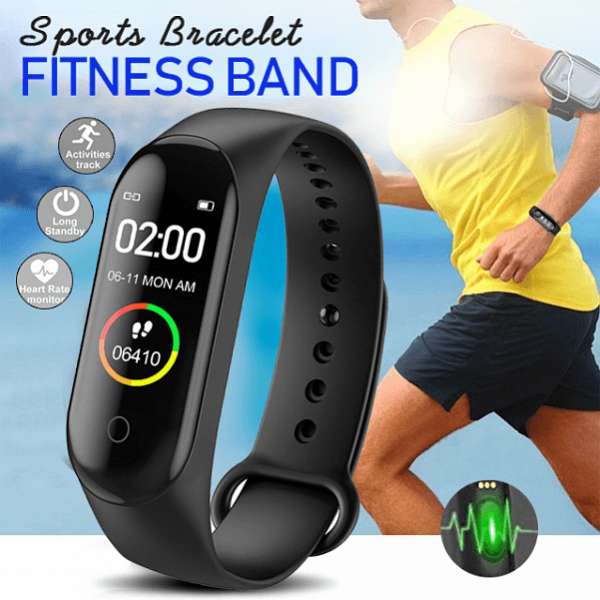 Sports Bracelet
FITNESS BAND
Activities
track
Long
Standby
Heart Rate
monitor
02:00
06-11 MON AM
06410